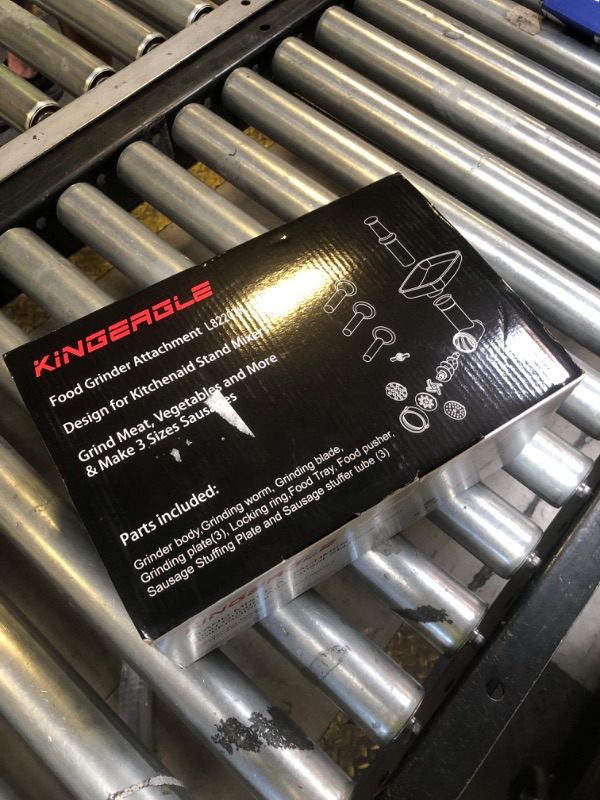 KiNGEAGLE
Food Grinder Attachment
Design for Kitchenaid Stand Mixers
Grind Meat, Vegetables and More
& Make 3 Sizes Sausages
Parts included:
Grinder body,Grinding worm, Grinding blade,
Grinding plate(3), Locking ring,Food Tray, Food pusher,
Sausage Stuffing Plate and Sausage stuffer tube (3)
KiNGEAGLE